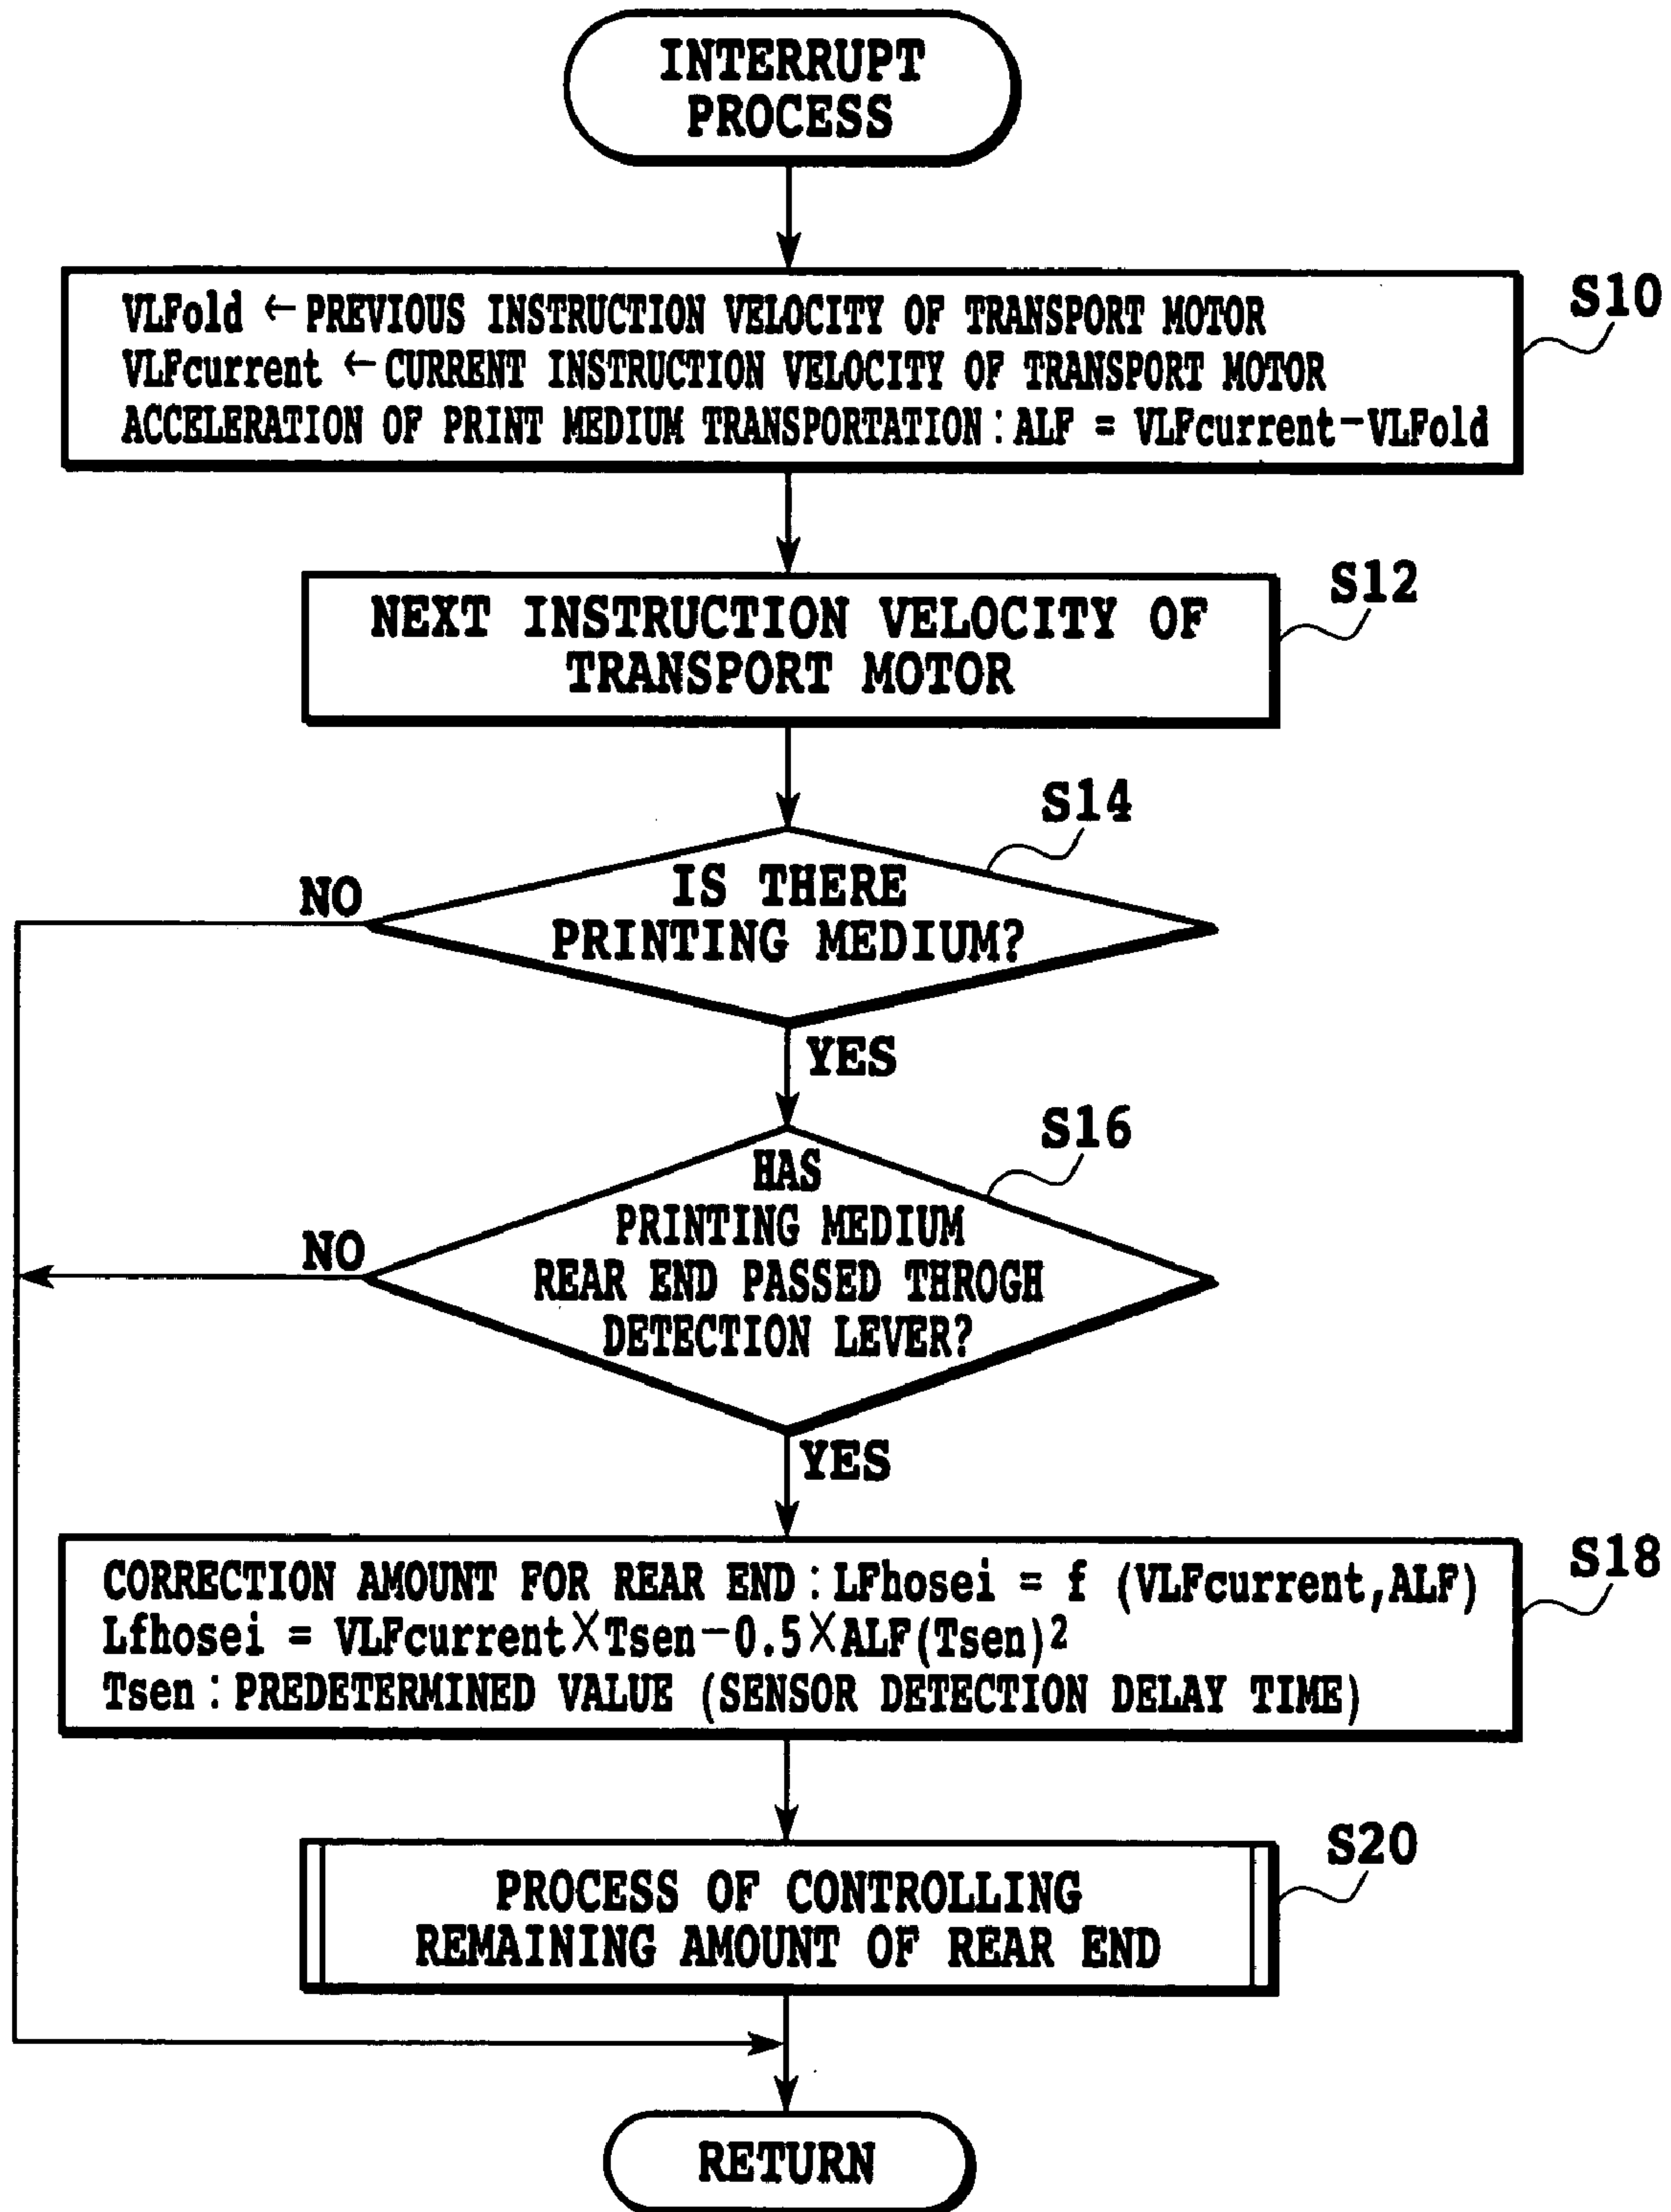 INTERRUPT
PROCESS
S10
VLFold ←PREVIOUS INSTRUCTION VELOCITY OF TRANSPORT MOTOR
VLFcurrent ←CURRENT INSTRUCTION VELOCITY OF TRANSPORT MOTOR
ACCELERATION OF PRINT MEDIUM TRANSPORTATION:ALF = VLFcurrent-VLFold
S12
NEXT INSTRUCTION VELOCITY OF
TRANSPORT MOTOR
S14
IS THERE
PRINTING MEDIUM?
NO
YES
S16
HAS
PRINTING MEDIUM
REAR END PASSED THROGH
DETECTION LEVER?
NO
YES
S18
CORRECTION AMOUNT FOR REAR END:LFhosei = f (VLFcurrent,ALF)
Lfhosei = VLFcurrent×Tsen-0.5×ALF(Tsen)²
Tsen:PREDETERMINED VALUE (SENSOR DETECTION DELAY TIME)
S20
PROCESS OF CONTROLLING
REMAINING AMOUNT OF REAR END
RETURN